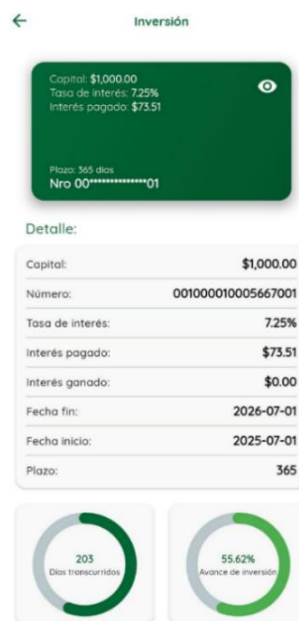 Inversión
Capital: $1,000.00
Tasa de interés: 7.25%
Interés pagado: $73.51
Plazo: 365 días
Nro 00**************01
Detalle:
Capital: $1,000.00
Número: 001000010005667001
Tasa de interés: 7.25%
Interés pagado: $73.51
Interés ganado: $0.00
Fecha fin: 2026-07-01
Fecha inicio: 2025-07-01
Plazo: 365
203
Días transcurridos
55.62%
Avance de inversión